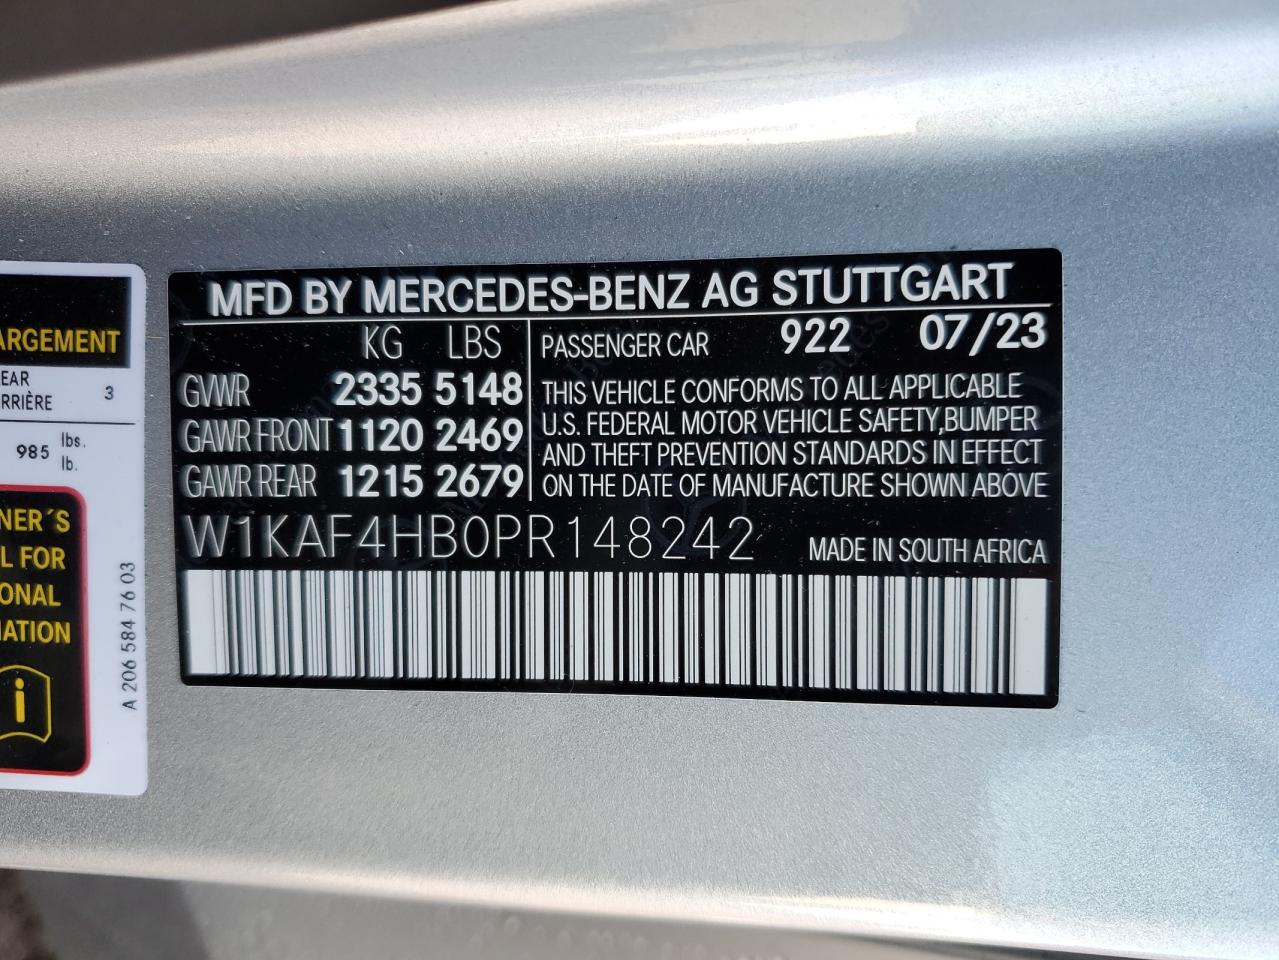 ARGEMENT
EAR
RRIÈRE 3
985 lbs.
lb.
NER´S
L FOR
ONAL
MATION
i
A 206 584 76 03
MFD BY MERCEDES-BENZ AG STUTTGART
KG LBS
GVWR 2335 5148
GAWR FRONT 1120 2469
GAWR REAR 1215 2679
PASSENGER CAR 922 07/23
THIS VEHICLE CONFORMS TO ALL APPLICABLE
U.S. FEDERAL MOTOR VEHICLE SAFETY,BUMPER
AND THEFT PREVENTION STANDARDS IN EFFECT
ON THE DATE OF MANUFACTURE SHOWN ABOVE
W1KAF4HB0PR148242 MADE IN SOUTH AFRICA